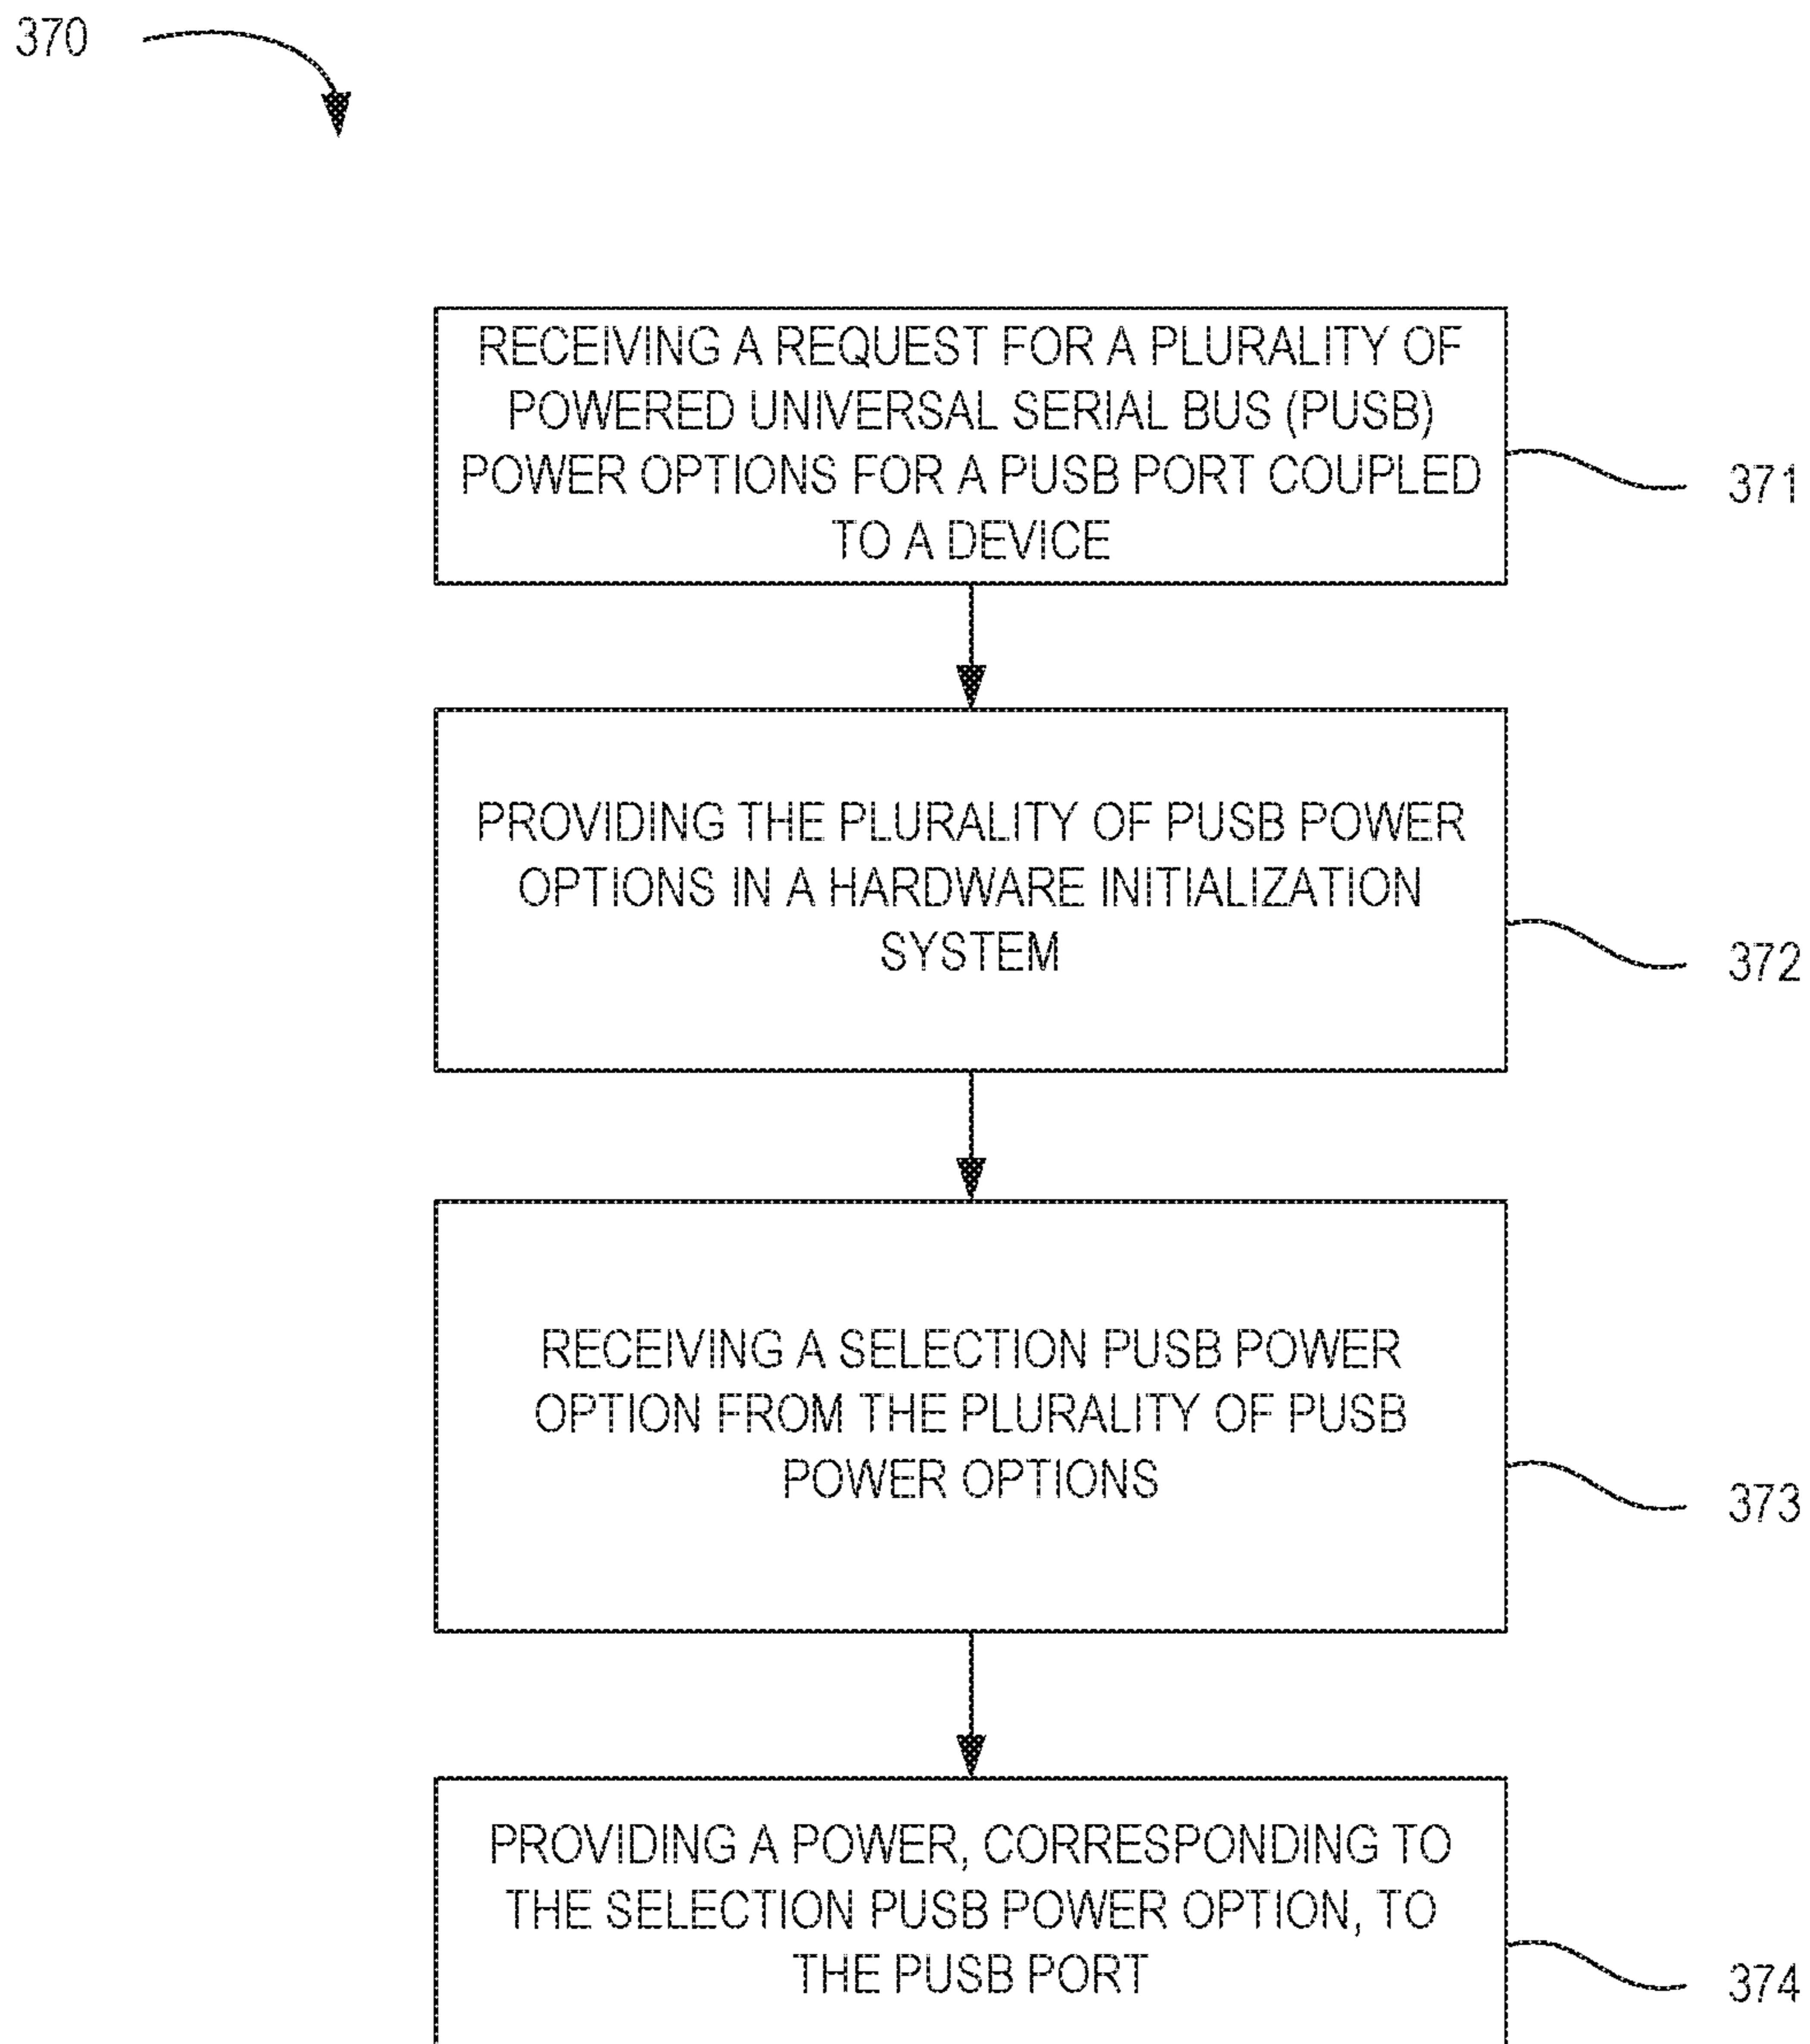 370
RECEIVING A REQUEST FOR A PLURALITY OF
POWERED UNIVERSAL SERIAL BUS (PUSB)
POWER OPTIONS FOR A PUSB PORT COUPLED
TO A DEVICE
371
PROVIDING THE PLURALITY OF PUSB POWER
OPTIONS IN A HARDWARE INITIALIZATION
SYSTEM
372
RECEIVING A SELECTION PUSB POWER
OPTION FROM THE PLURALITY OF PUSB
POWER OPTIONS
373
PROVIDING A POWER, CORRESPONDING TO
THE SELECTION PUSB POWER OPTION, TO
THE PUSB PORT
374